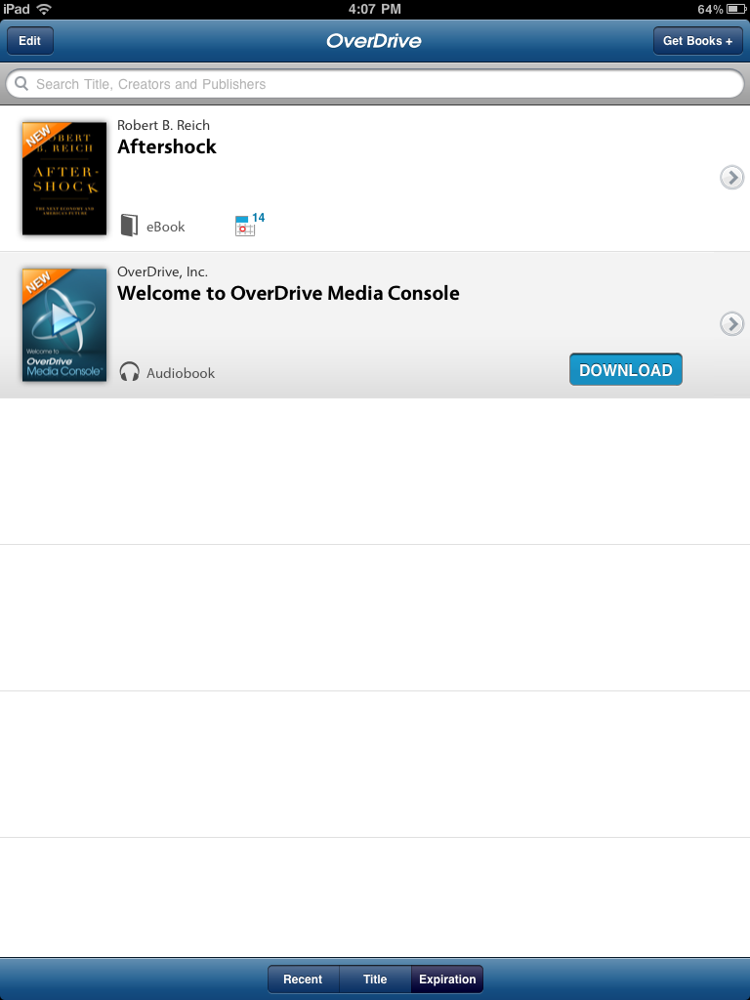 iPad 4:07 PM 64%
Edit OverDrive Get Books +
Search Title, Creators and Publishers
NEW
ROBERT
B. REICH
AFTER-
SHOCK
THE NEXT ECONOMY AND
AMERICA'S FUTURE
Robert B. Reich
Aftershock
eBook 14
NEW
Welcome to
OverDrive
Media Console™
OverDrive, Inc.
Welcome to OverDrive Media Console
Audiobook DOWNLOAD
Recent Title Expiration